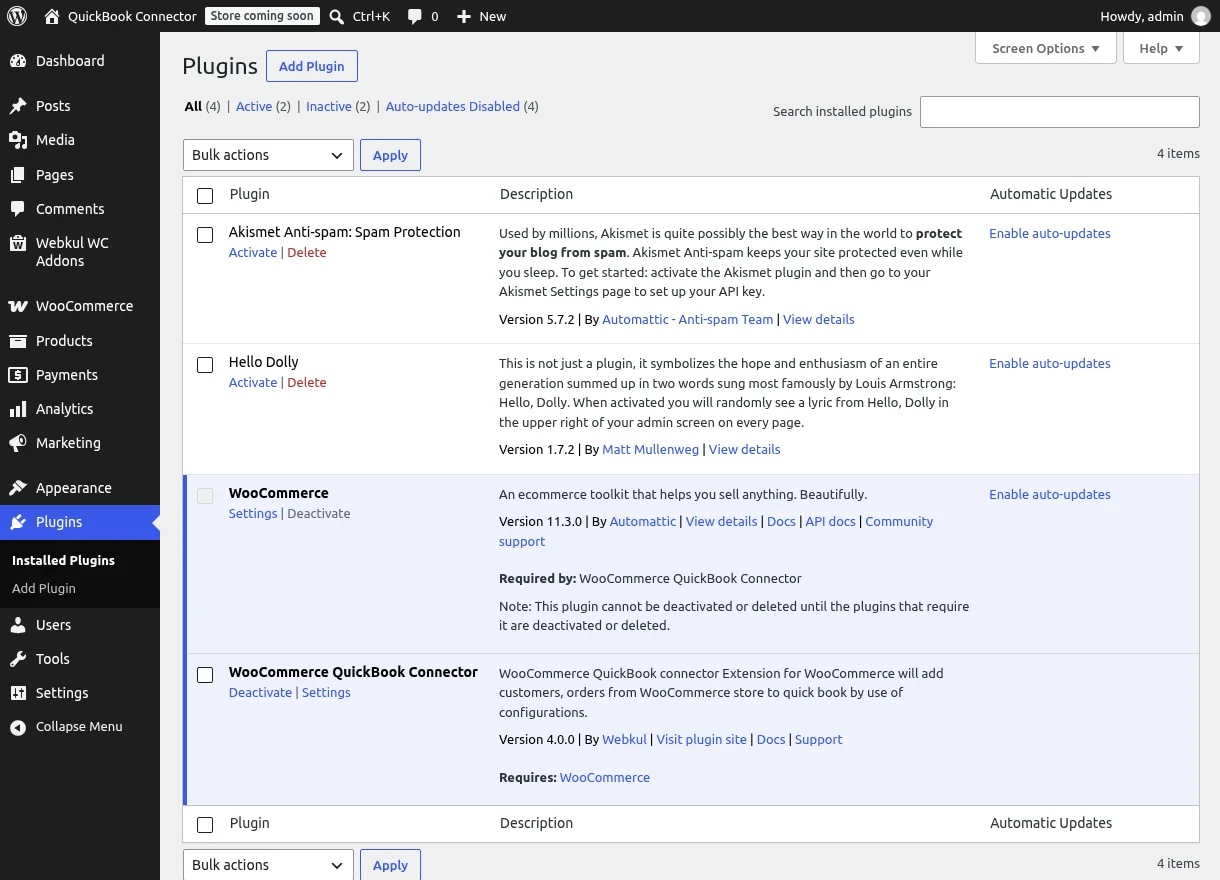 QuickBook Connector Store coming soon Ctrl+K 0 New Howdy, admin
Screen Options ▼ Help ▼
Dashboard
Posts
Media
Pages
Comments
Webkul WC
Addons
WooCommerce
Products
Payments
Analytics
Marketing
Appearance
Plugins
Installed Plugins
Add Plugin
Users
Tools
Settings
Collapse Menu
Plugins Add Plugin
All (4) | Active (2) | Inactive (2) | Auto-updates Disabled (4)
Search installed plugins
Bulk actions Apply 4 items
Plugin Description Automatic Updates
Akismet Anti-spam: Spam Protection
Activate | Delete
Used by millions, Akismet is quite possibly the best way in the world to protect
your blog from spam. Akismet Anti-spam keeps your site protected even while
you sleep. To get started: activate the Akismet plugin and then go to your
Akismet Settings page to set up your API key.
Version 5.7.2 | By Automattic - Anti-spam Team | View details
Enable auto-updates
Hello Dolly
Activate | Delete
This is not just a plugin, it symbolizes the hope and enthusiasm of an entire
generation summed up in two words sung most famously by Louis Armstrong:
Hello, Dolly. When activated you will randomly see a lyric from Hello, Dolly in
the upper right of your admin screen on every page.
Version 1.7.2 | By Matt Mullenweg | View details
Enable auto-updates
WooCommerce
Settings | Deactivate
An ecommerce toolkit that helps you sell anything. Beautifully.
Version 11.3.0 | By Automattic | View details | Docs | API docs | Community
support
Required by: WooCommerce QuickBook Connector
Note: This plugin cannot be deactivated or deleted until the plugins that require
it are deactivated or deleted.
Enable auto-updates
WooCommerce QuickBook Connector
Deactivate | Settings
WooCommerce QuickBook connector Extension for WooCommerce will add
customers, orders from WooCommerce store to quick book by use of
configurations.
Version 4.0.0 | By Webkul | Visit plugin site | Docs | Support
Requires: WooCommerce
Plugin Description Automatic Updates
Bulk actions Apply 4 items